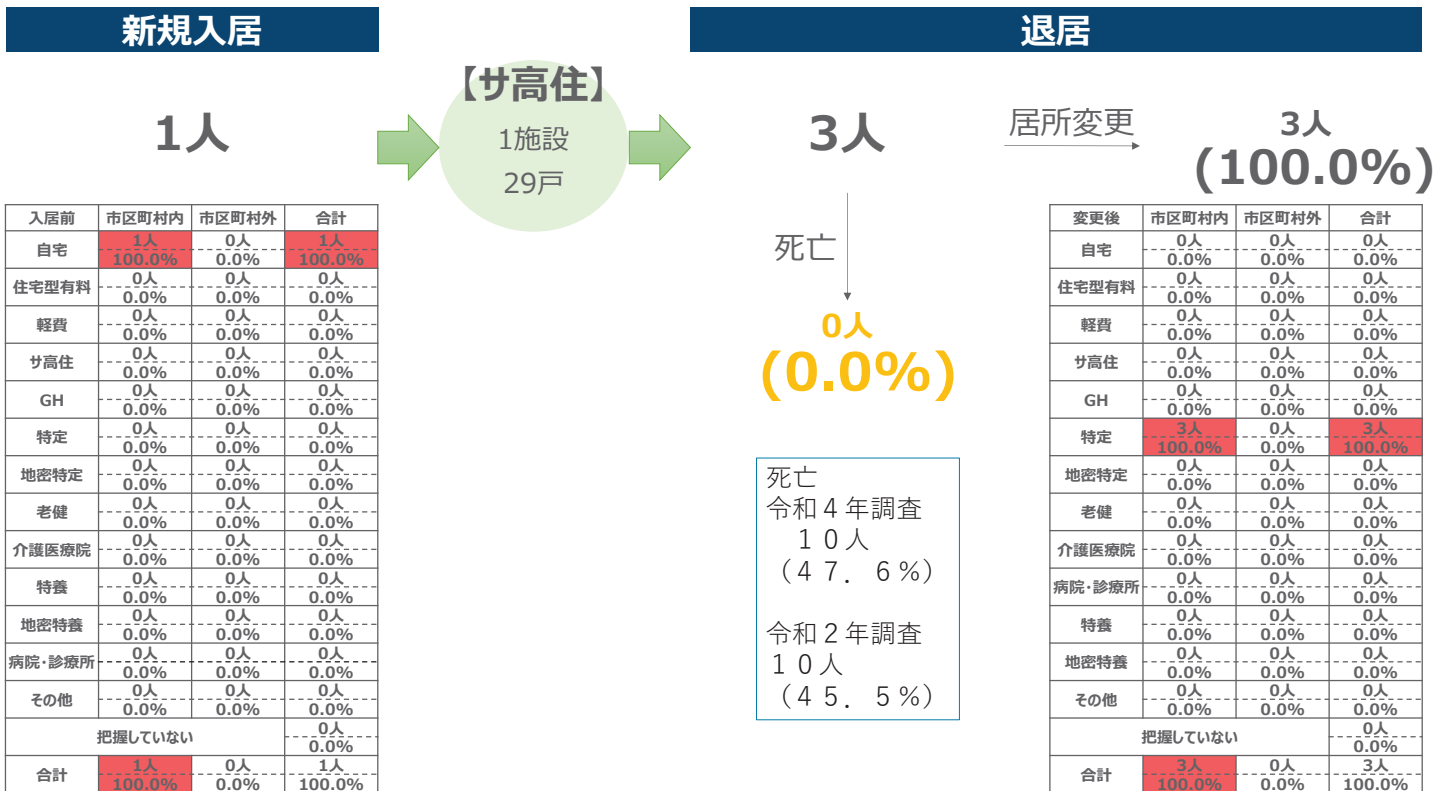 新規入居
退居
【サ高住】
1施設
29戸
1人
3人
居所変更
3人
(100.0%)
死亡
0人
(0.0%)
死亡
令和４年調査
１０人
（４７．６％）
令和２年調査
１０人
（４５．５％）
入居前 市区町村内 市区町村外 合計
自宅 1人 0人 1人
100.0% 0.0% 100.0%
住宅型有料 0人 0人 0人
0.0% 0.0% 0.0%
軽費 0人 0人 0人
0.0% 0.0% 0.0%
サ高住 0人 0人 0人
0.0% 0.0% 0.0%
GH 0人 0人 0人
0.0% 0.0% 0.0%
特定 0人 0人 0人
0.0% 0.0% 0.0%
地密特定 0人 0人 0人
0.0% 0.0% 0.0%
老健 0人 0人 0人
0.0% 0.0% 0.0%
介護医療院 0人 0人 0人
0.0% 0.0% 0.0%
特養 0人 0人 0人
0.0% 0.0% 0.0%
地密特養 0人 0人 0人
0.0% 0.0% 0.0%
病院・診療所 0人 0人 0人
0.0% 0.0% 0.0%
その他 0人 0人 0人
0.0% 0.0% 0.0%
把握していない 0人
0.0%
合計 1人 0人 1人
100.0% 0.0% 100.0%
変更後 市区町村内 市区町村外 合計
自宅 0人 0人 0人
0.0% 0.0% 0.0%
住宅型有料 0人 0人 0人
0.0% 0.0% 0.0%
軽費 0人 0人 0人
0.0% 0.0% 0.0%
サ高住 0人 0人 0人
0.0% 0.0% 0.0%
GH 0人 0人 0人
0.0% 0.0% 0.0%
特定 3人 0人 3人
100.0% 0.0% 100.0%
地密特定 0人 0人 0人
0.0% 0.0% 0.0%
老健 0人 0人 0人
0.0% 0.0% 0.0%
介護医療院 0人 0人 0人
0.0% 0.0% 0.0%
病院・診療所 0人 0人 0人
0.0% 0.0% 0.0%
特養 0人 0人 0人
0.0% 0.0% 0.0%
地密特養 0人 0人 0人
0.0% 0.0% 0.0%
その他 0人 0人 0人
0.0% 0.0% 0.0%
把握していない 0人
0.0%
合計 3人 0人 3人
100.0% 0.0% 100.0%